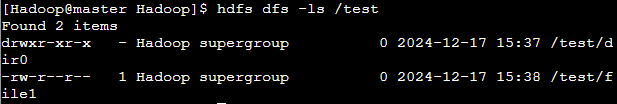 [Hadoop@master Hadoop]$ hdfs dfs -ls /test
Found 2 items
drwxr-xr-x   - Hadoop supergroup          0 2024-12-17 15:37 /test/d
ir0
-rw-r--r--   1 Hadoop supergroup          0 2024-12-17 15:38 /test/f
ile1